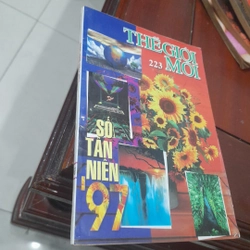 THẾ GIỚI
MỚI
223
SỐ
TÂN
NIÊN
'97